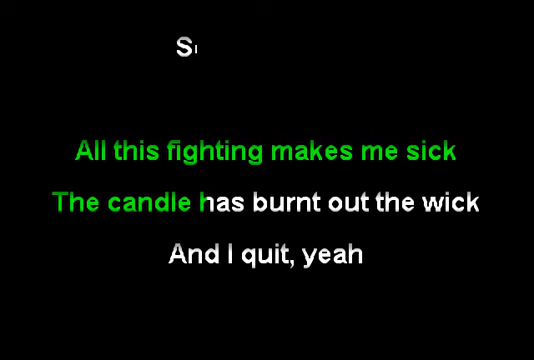 All this fighting makes me sick
The candle has burnt out the wick
And I quit, yeah